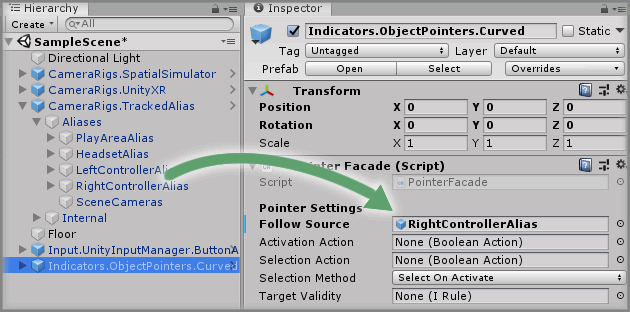 Hierarchy
Create
All
SampleScene*
Directional Light
CameraRigs.SpatialSimulator
CameraRigs.UnityXR
CameraRigs.TrackedAlias
Aliases
PlayAreaAlias
HeadsetAlias
LeftControllerAlia
RightControllerAlias
SceneCameras
Internal
Floor
Input.UnityInputManager.ButtonA
Indicators.ObjectPointers.Curved
Inspector
Indicators.ObjectPointers.Curved
Static
Tag Untagged Layer Default
Prefab Open Select Overrides
Transform
Position X 0 Y 0 Z 0
Rotation X 0 Y 0 Z 0
Scale X 1 Y 1 Z 1
Facade (Script)
Script PointerFacade
Pointer Settings
Follow Source RightControllerAlias
Activation Action None (Boolean Action)
Selection Action None (Boolean Action)
Selection Method Select On Activate
Target Validity None (I Rule)